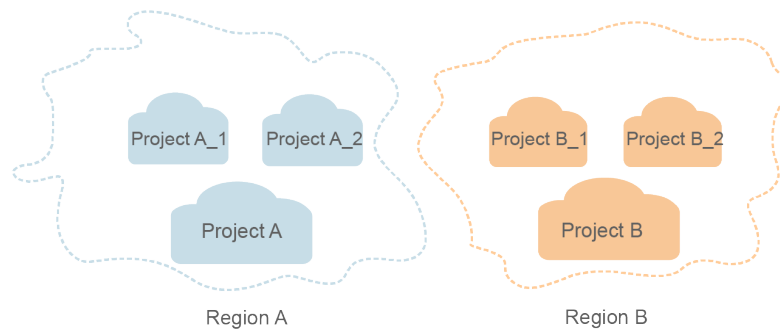 Project A_1
Project A_2
Project A
Region A
Project B_1
Project B_2
Project B
Region B